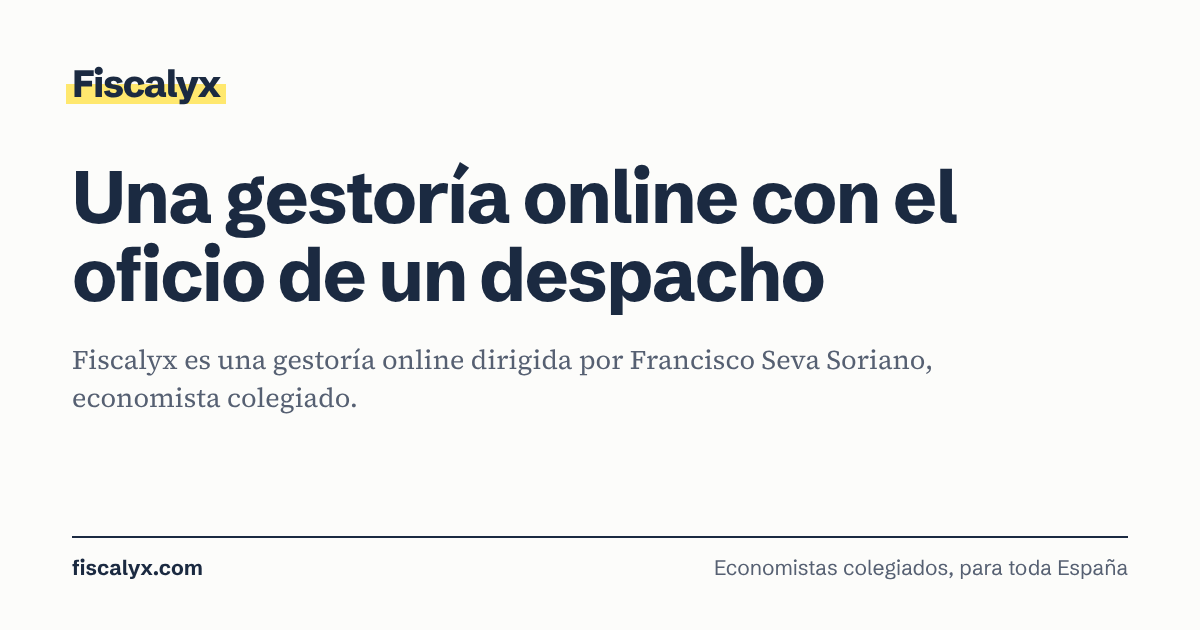 Fiscalyx
Una gestoría online con el
oficio de un despacho
Fiscalyx es una gestoría online dirigida por Francisco Seva Soriano,
economista colegiado.
fiscalyx.com
Economistas colegiados, para toda España